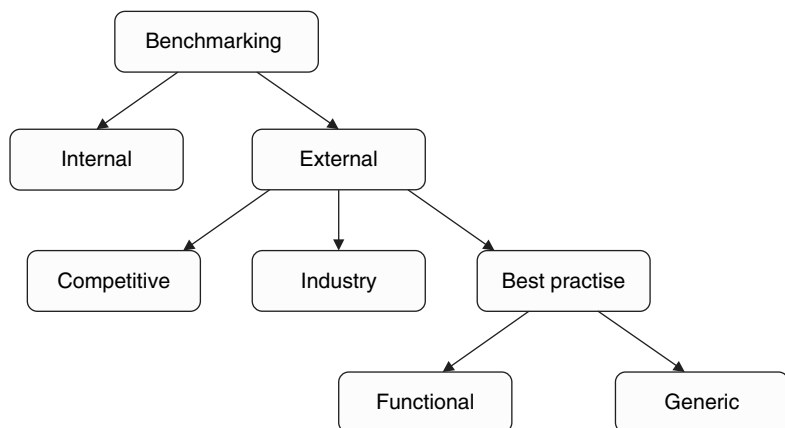 Benchmarking
Internal
External
Competitive
Industry
Best practise
Functional
Generic